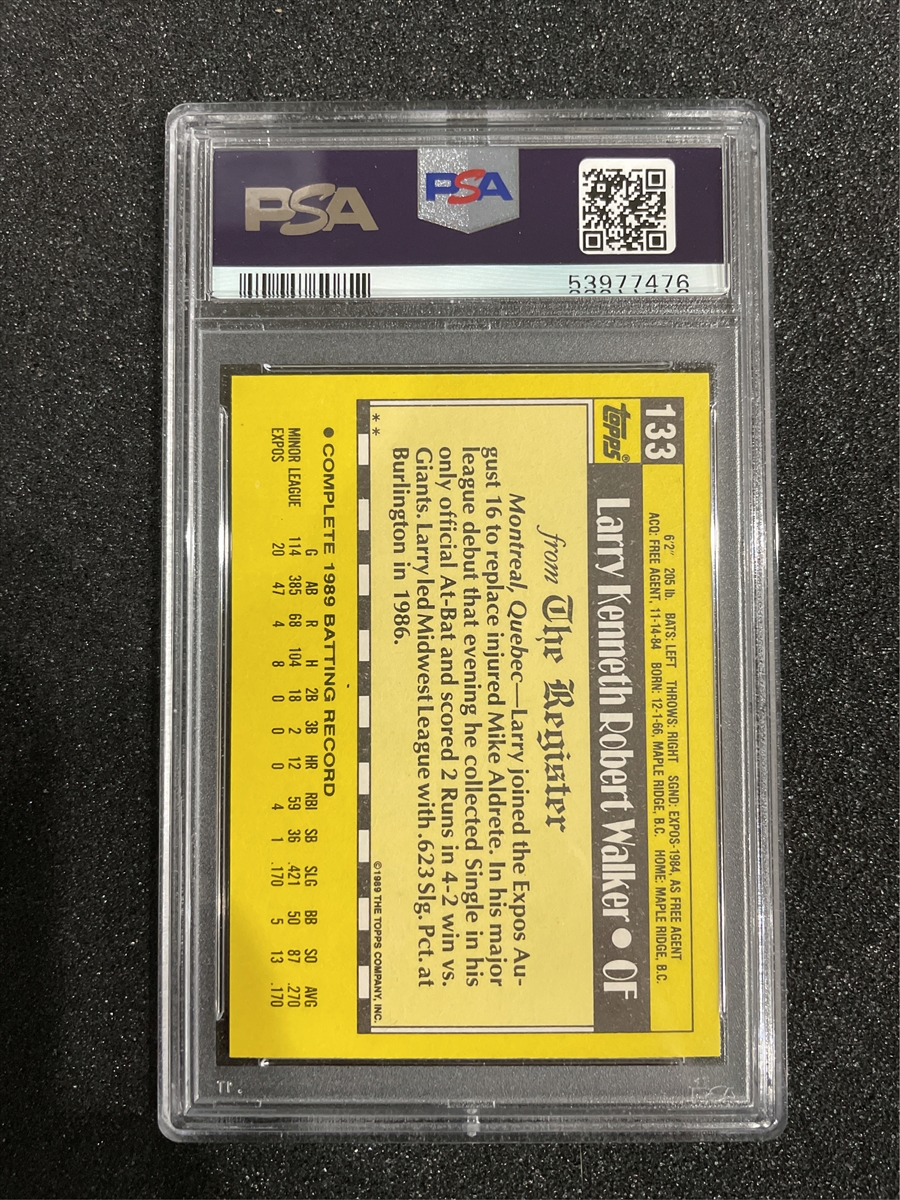 PSA
PSA
53977476
133
topps®
6'2" 205 lb. BATS: LEFT THROWS: RIGHT SGND: EXPOS-1984, AS FREE AGENT
ACQ: FREE AGENT, 11-14-84 BORN: 12-1-66, MAPLE RIDGE, B.C. HOME: MAPLE RIDGE, B.C.
Larry Kenneth Robert Walker • OF
from The Register
Montreal, Quebec—Larry joined the Expos Au-
gust 16 to replace injured Mike Aldrete. In his major
league debut that evening he collected Single in his
only official At-Bat and scored 2 Runs in 4-2 win vs.
Giants. Larry led Midwest League with .623 Slg. Pct. at
Burlington in 1986.
**
©1989 THE TOPPS COMPANY, INC.
• COMPLETE 1989 BATTING RECORD
G AB R H 2B 3B HR RBI SB SLG BB SO AVG
MINOR LEAGUE 114 385 68 104 18 2 12 59 36 .421 50 87 .270
EXPOS 20 47 4 8 0 0 0 4 1 .170 5 13 .170
PSA